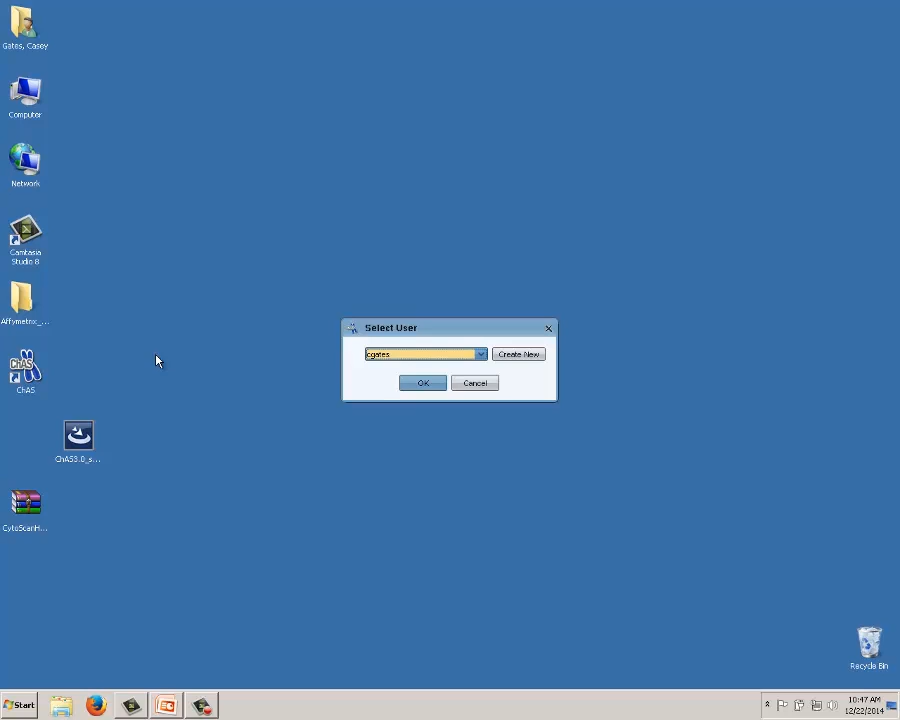 Gates, Casey
Computer
Network
Camtasia
Studio 8
Affymetrix_...
ChAS
ChAS
ChAS3.0_s...
CytoScanH...
Select User
cgates
Create New
OK
Cancel
Recycle Bin
Start
10:47 AM
12/22/2014